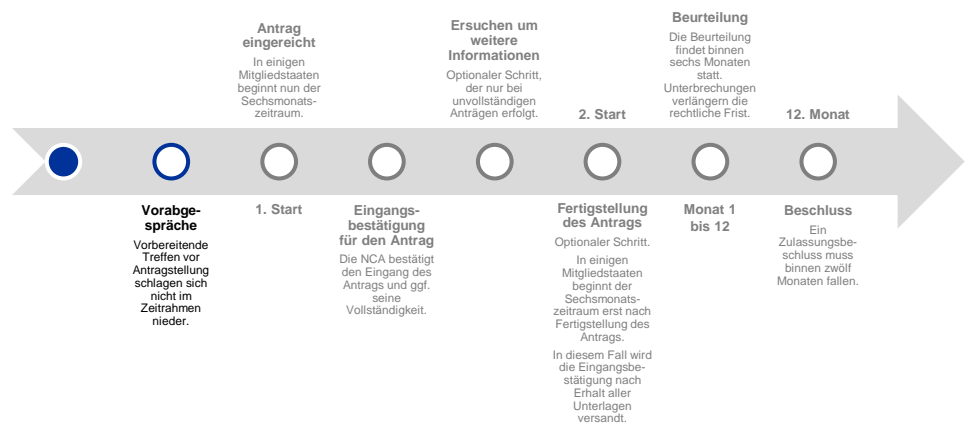 Vorabge-
spräche
Vorbereitende
Treffen vor
Antragstellung
schlagen sich
nicht im
Zeitrahmen
nieder.
Antrag
eingereicht
In einigen
Mitgliedstaaten
beginnt nun der
Sechsmonats-
zeitraum.
1. Start
Eingangs-
bestätigung
für den Antrag
Die NCA bestätigt
den Eingang des
Antrags und ggf.
seine
Vollständigkeit.
Ersuchen um
weitere
Informationen
Optionaler Schritt,
der nur bei
unvollständigen
Anträgen erfolgt.
2. Start
Fertigstellung
des Antrags
Optionaler Schritt.
In einigen
Mitgliedstaaten
beginnt der
Sechsmonats-
zeitraum erst nach
Fertigstellung des
Antrags.
In diesem Fall wird
die Eingangsbe-
stätigung nach
Erhalt aller
Unterlagen
versandt.
Beurteilung
Die Beurteilung
findet binnen
sechs Monaten
statt.
Unterbrechungen
verlängern die
rechtliche Frist.
Monat 1
bis 12
12. Monat
Beschluss
Ein
Zulassungsbe-
schluss muss
binnen zwölf
Monaten fallen.